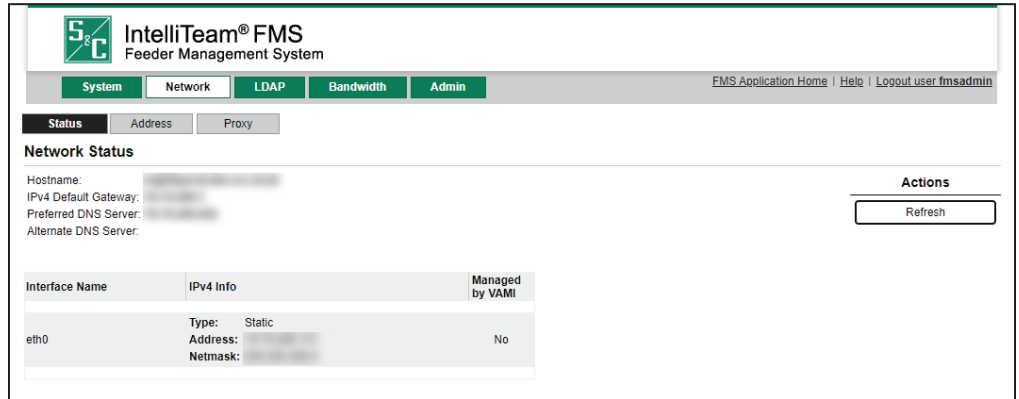 S&C
IntelliTeam® FMS
Feeder Management System
System Network LDAP Bandwidth Admin
FMS Application Home | Help | Logout user fmsadmin
Status Address Proxy
Network Status
Hostname:
IPv4 Default Gateway:
Preferred DNS Server:
Alternate DNS Server:
Actions
Refresh
Interface Name IPv4 Info Managed
by VAMI
Type: Static
eth0 Address: No
Netmask: